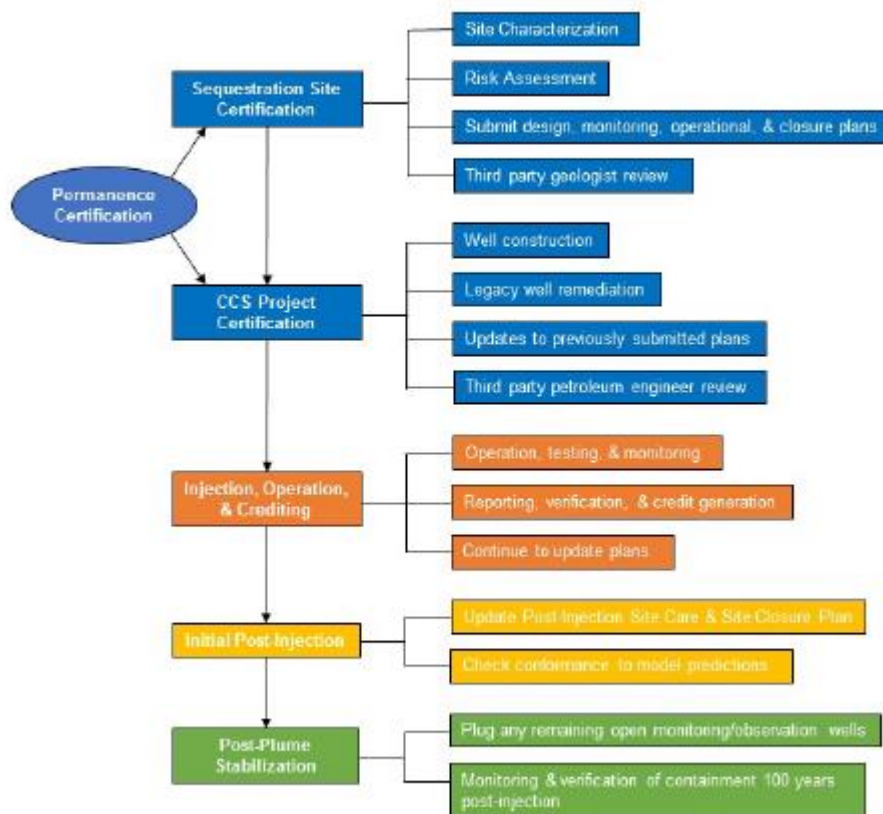 Permanence
Certification
Sequestration Site
Certification
Site Characterization
Risk Assessment
Submit design, monitoring, operational, & closure plans
Third party geologist review
CCS Project
Certification
Well construction
Legacy well remediation
Updates to previously submitted plans
Third party petroleum engineer review
Injection, Operation,
& Crediting
Operation, testing, & monitoring
Reporting, verification, & credit generation
Continue to update plans
Initial Post-Injection
Update Post-Injection Site Care & Site Closure Plan
Check conformance to model predictions
Post-Plume
Stabilization
Plug any remaining open monitoring/observation wells
Monitoring & verification of containment 100 years
post-injection